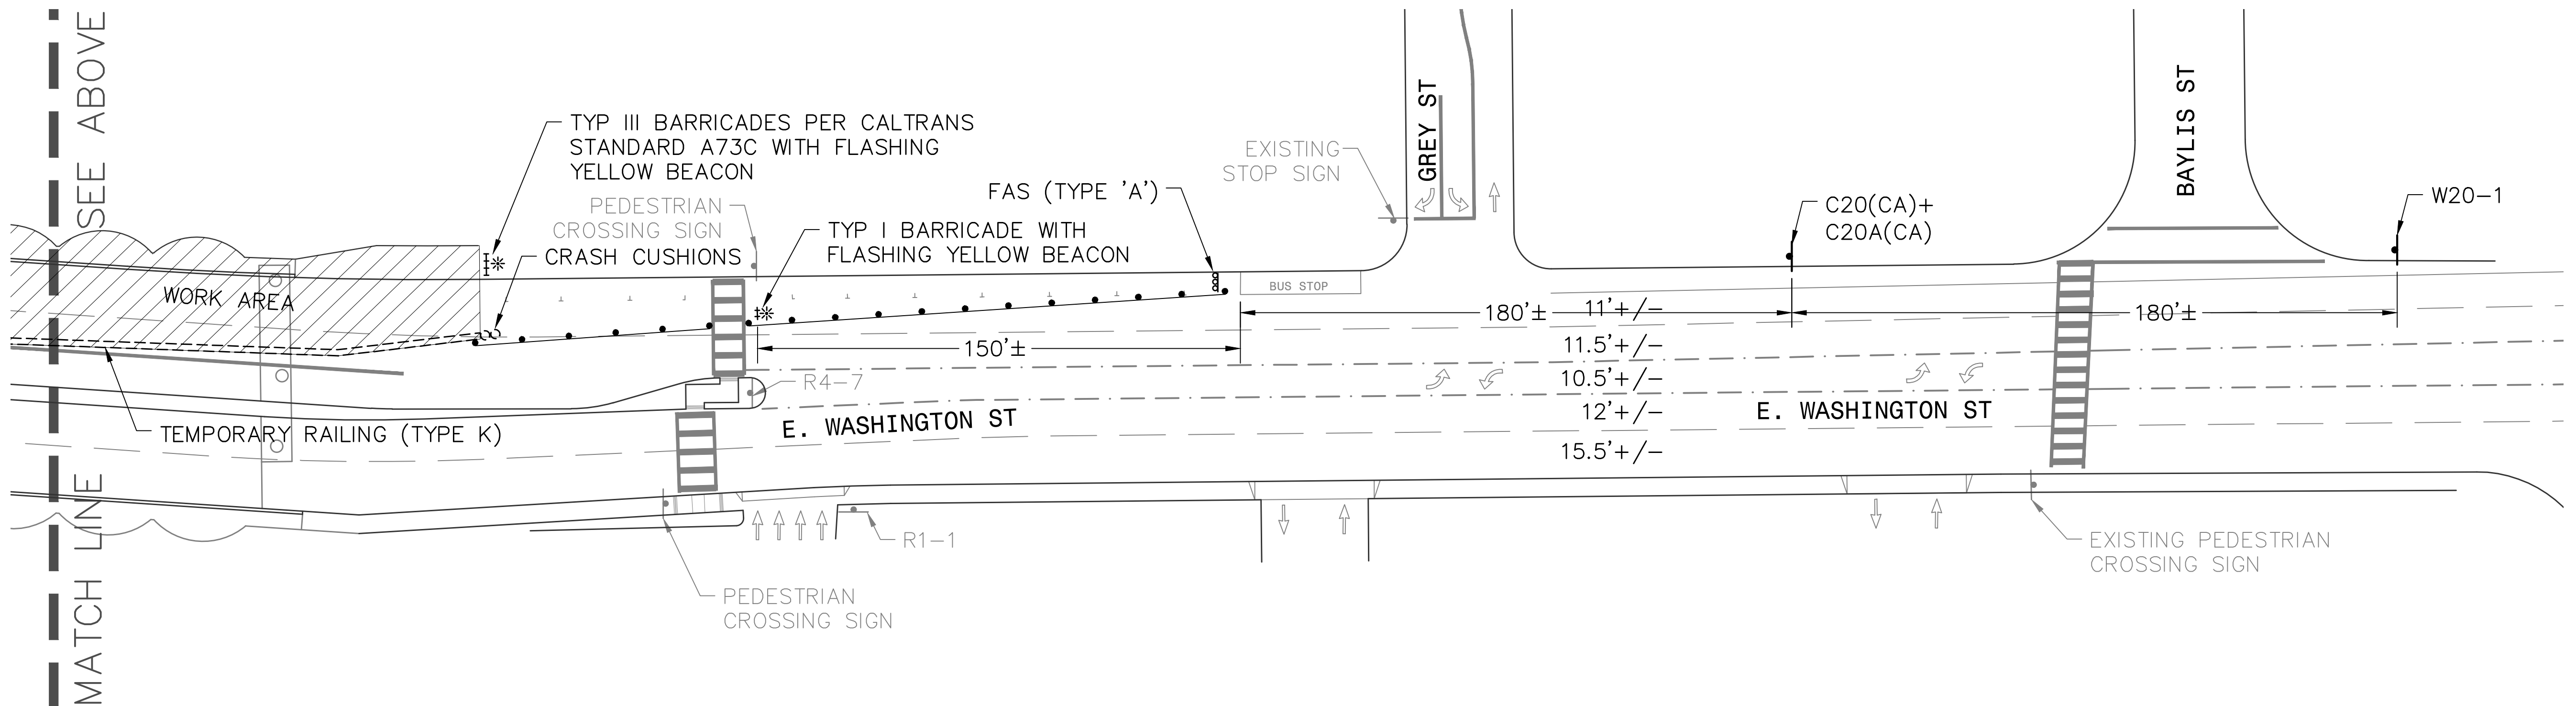 SEE ABOVE
MATCH LINE
TYP III BARRICADES PER CALTRANS
STANDARD A73C WITH FLASHING
YELLOW BEACON
PEDESTRIAN
CROSSING SIGN
CRASH CUSHIONS
WORK AREA
TYP I BARRICADE WITH
FLASHING YELLOW BEACON
FAS (TYPE 'A')
EXISTING
STOP SIGN
GREY ST
BUS STOP
C20(CA)+
C20A(CA)
BAYLIS ST
W20-1
150'±
180'±
180'±
11'+/-
11.5'+/-
10.5'+/-
12'+/-
15.5'+/-
R4-7
E. WASHINGTON ST
E. WASHINGTON ST
TEMPORARY RAILING (TYPE K)
R1-1
PEDESTRIAN
CROSSING SIGN
EXISTING PEDESTRIAN
CROSSING SIGN